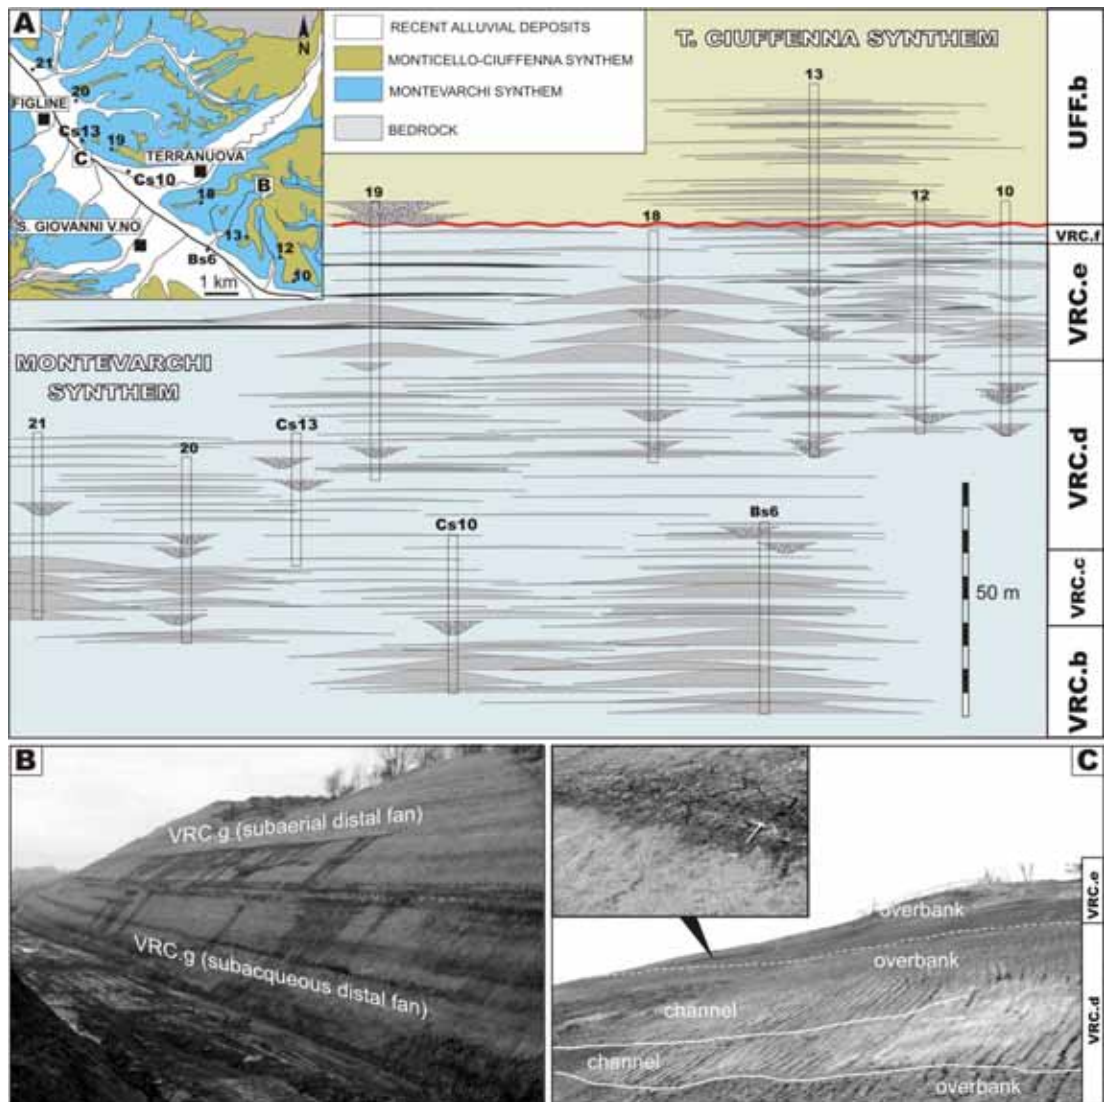 A
N
21
20
FIGLINE
Cs13
19
C
TERRANUOVA
Cs10
18
B
S. GIOVANNI V.NO
13
12
Bs6
10
1 km
RECENT ALLUVIAL DEPOSITS
MONTICELLO-CIUFFENNA SYNTHEM
MONTEVARCHI SYNTHEM
BEDROCK
T. CIUFFENNA SYNTHEM
13
19
18
12
10
MONTEVARCHI
SYNTHEM
21
20
Cs13
Cs10
Bs6
50 m
UFF.b
VRC.f
VRC.e
VRC.d
VRC.c
VRC.b
B
VRC.g (subaerial distal fan)
VRC.g (subacqueous distal fan)
C
overbank
overbank
channel
channel
overbank
VRC.e
VRC.d